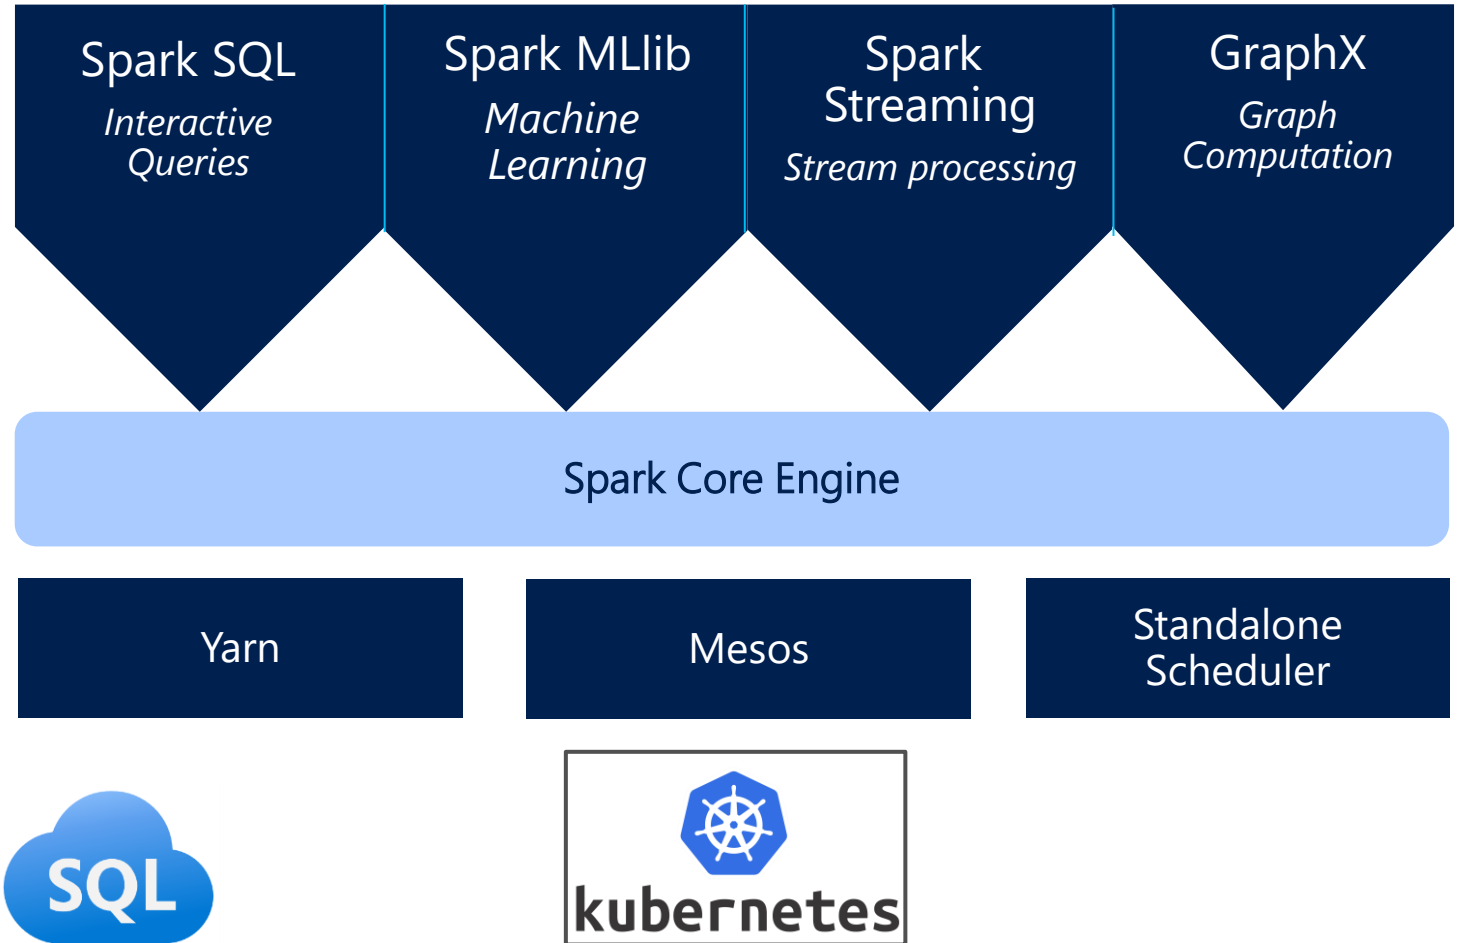 Spark SQL
Interactive
Queries
Spark MLlib
Machine
Learning
Spark
Streaming
Stream processing
GraphX
Graph
Computation
Spark Core Engine
Yarn
Mesos
Standalone
Scheduler
SQL
kubernetes